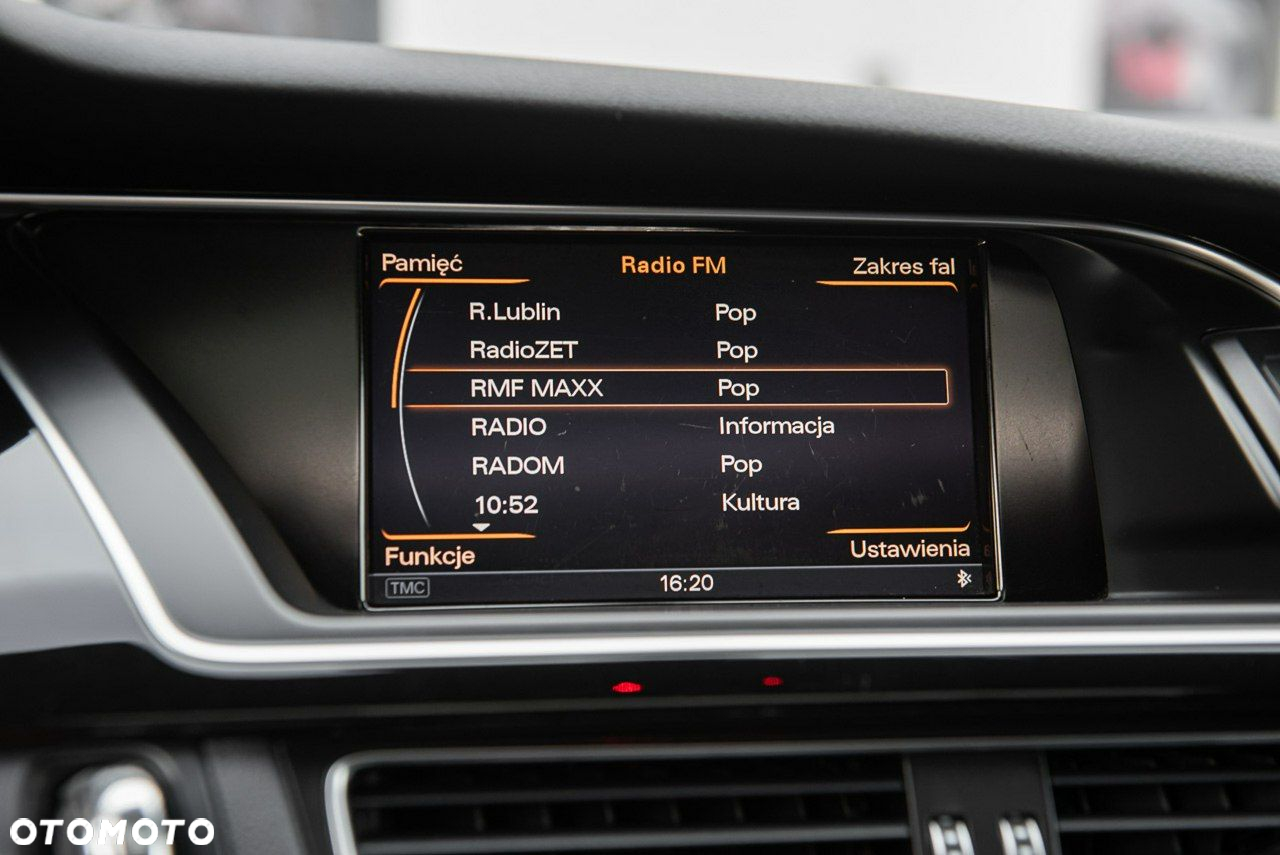 Pamięć Radio FM Zakres fal
R.Lublin Pop
RadioZET Pop
RMF MAXX Pop
RADIO Informacja
RADOM Pop
10:52 Kultura
Funkcje Ustawienia
TMC 16:20
OTOMOTO